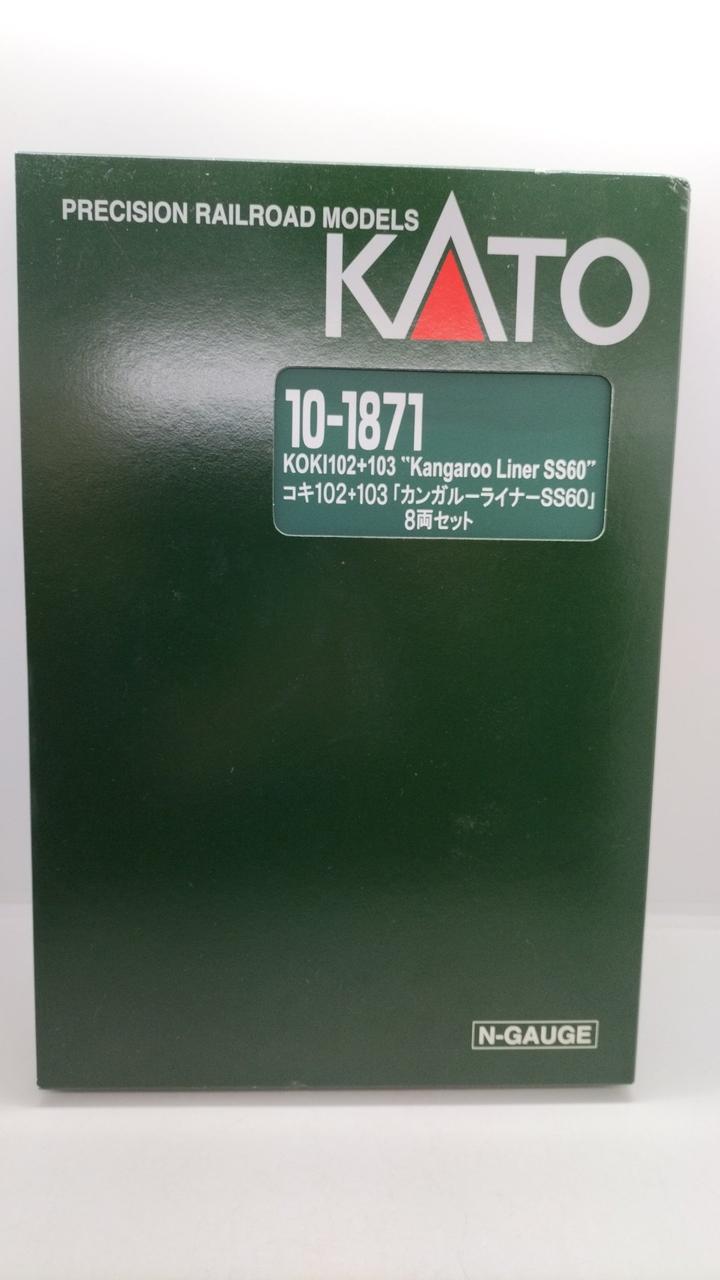 PRECISION RAILROAD MODELS
KATO
10-1871
KOKI102+103 "Kangaroo Liner SS60"
コキ102+103「カンガルーライナーSS60」
8両セット
N-GAUGE